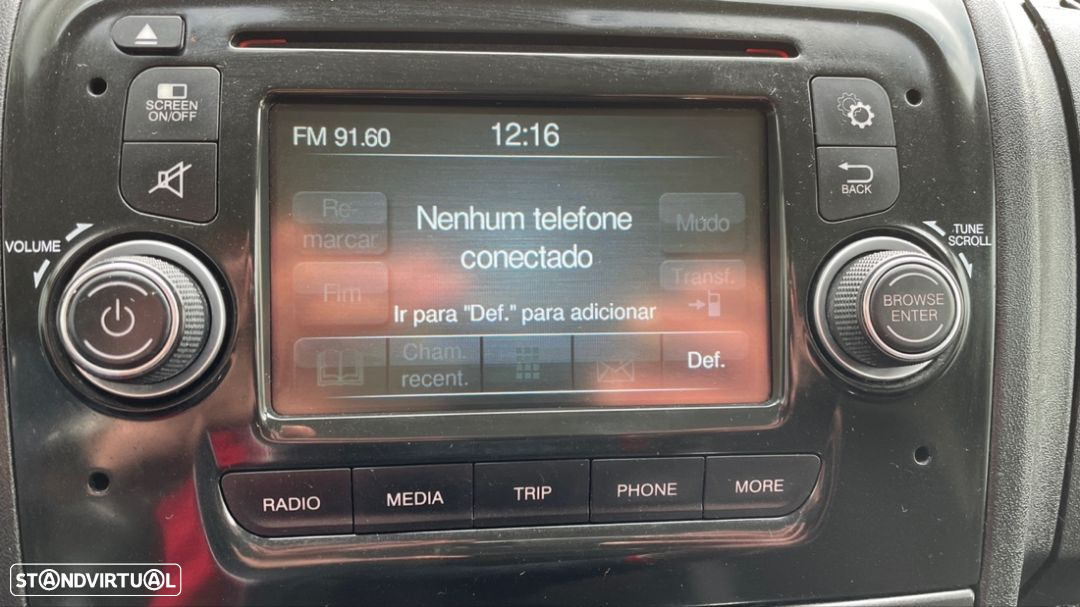 SCREEN
ON/OFF
FM 91.60
12:16
BACK
Re-
marcar
Nenhum telefone
conectado
Mudo
VOLUME
TUNE
SCROLL
Fim
Transf.
BROWSE
ENTER
Ir para "Def." para adicionar
Cham.
recent.
Def.
RADIO
MEDIA
TRIP
PHONE
MORE
STANDVIRTUAL